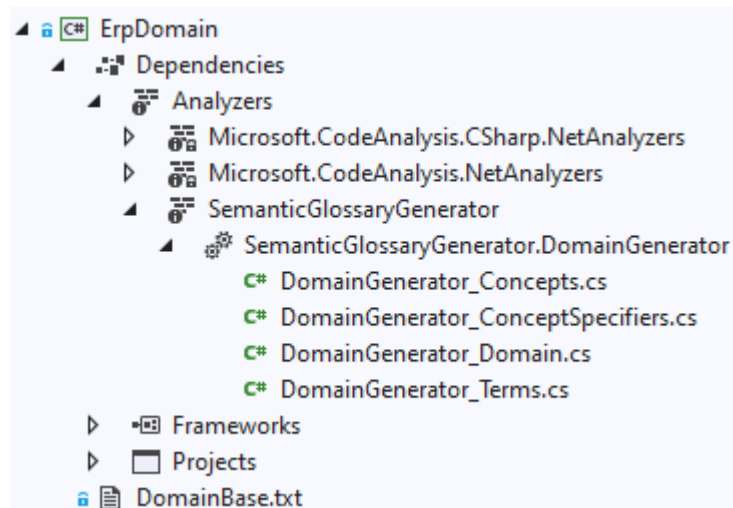 C# ErpDomain
Dependencies
Analyzers
Microsoft.CodeAnalysis.CSharp.NetAnalyzers
Microsoft.CodeAnalysis.NetAnalyzers
SemanticGlossaryGenerator
SemanticGlossaryGenerator.DomainGenerator
C# DomainGenerator_Concepts.cs
C# DomainGenerator_ConceptSpecifiers.cs
C# DomainGenerator_Domain.cs
C# DomainGenerator_Terms.cs
Frameworks
Projects
DomainBase.txt